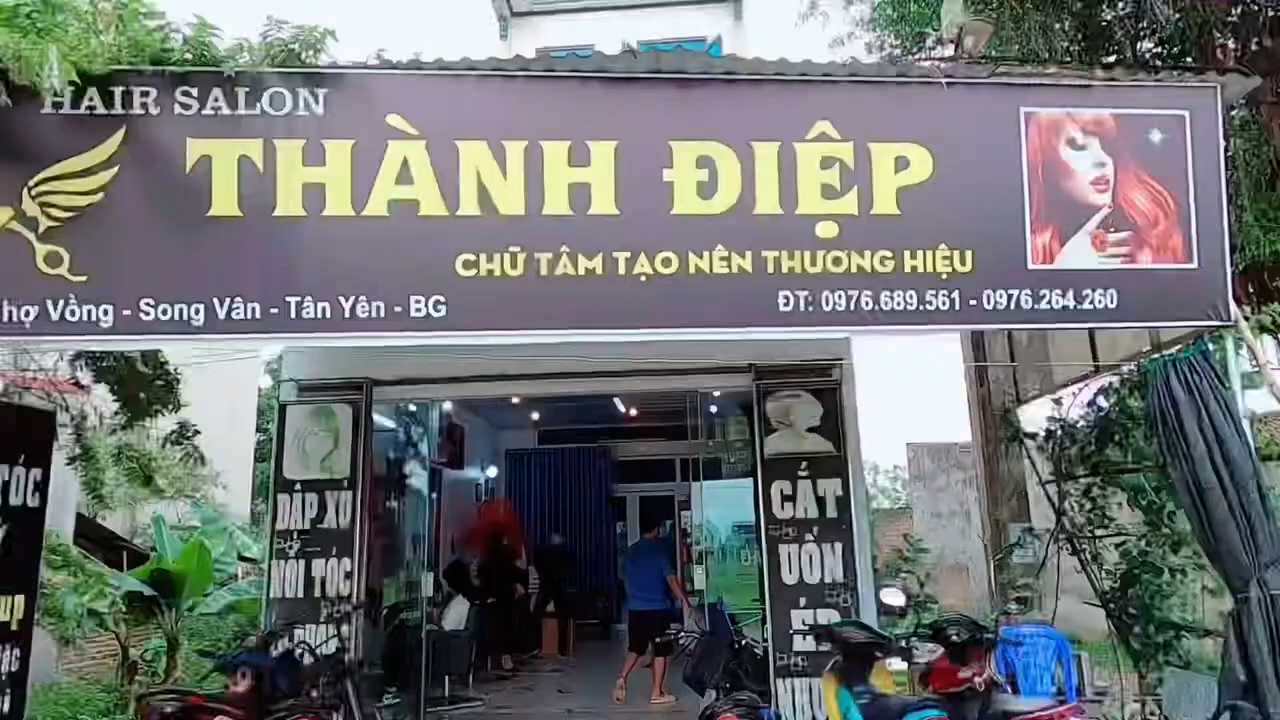 HAIR SALON
THÀNH ĐIỆP
CHỮ TÂM TẠO NÊN THƯƠNG HIỆU
hợ Vồng - Song Vân - Tân Yên - BG
ĐT: 0976.689.561 - 0976.264.260
TÓC
DẬP XÙ
NỐI TÓC
CẮT
UỐN
ÉP